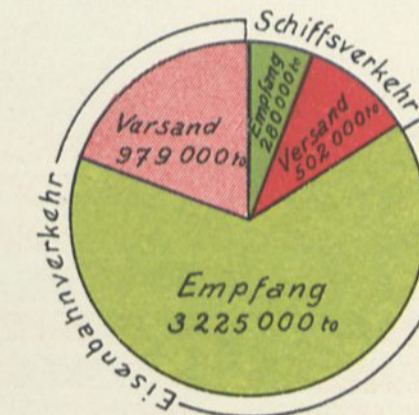 Schiffsverkehr
Empfang
280000 to
Versand
502000 to
Versand
979000 to
Empfang
3225000 to
Eisenbahnverkehr